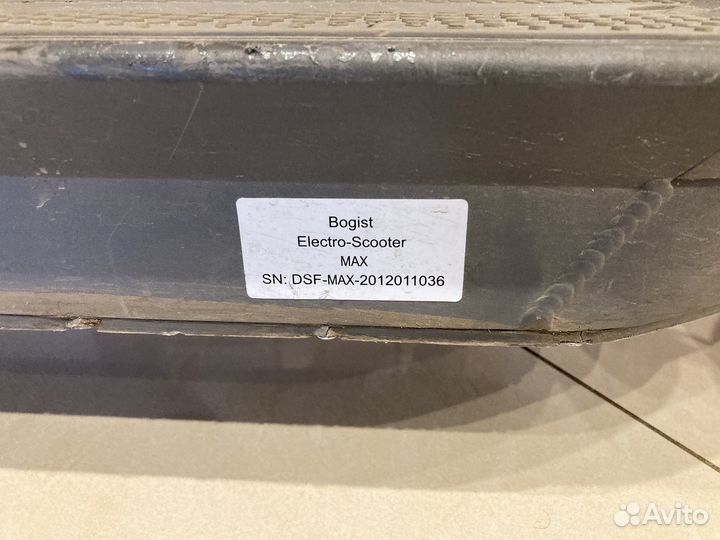 Bogist
Electro-Scooter
MAX
SN: DSF-MAX-2012011036
Avito